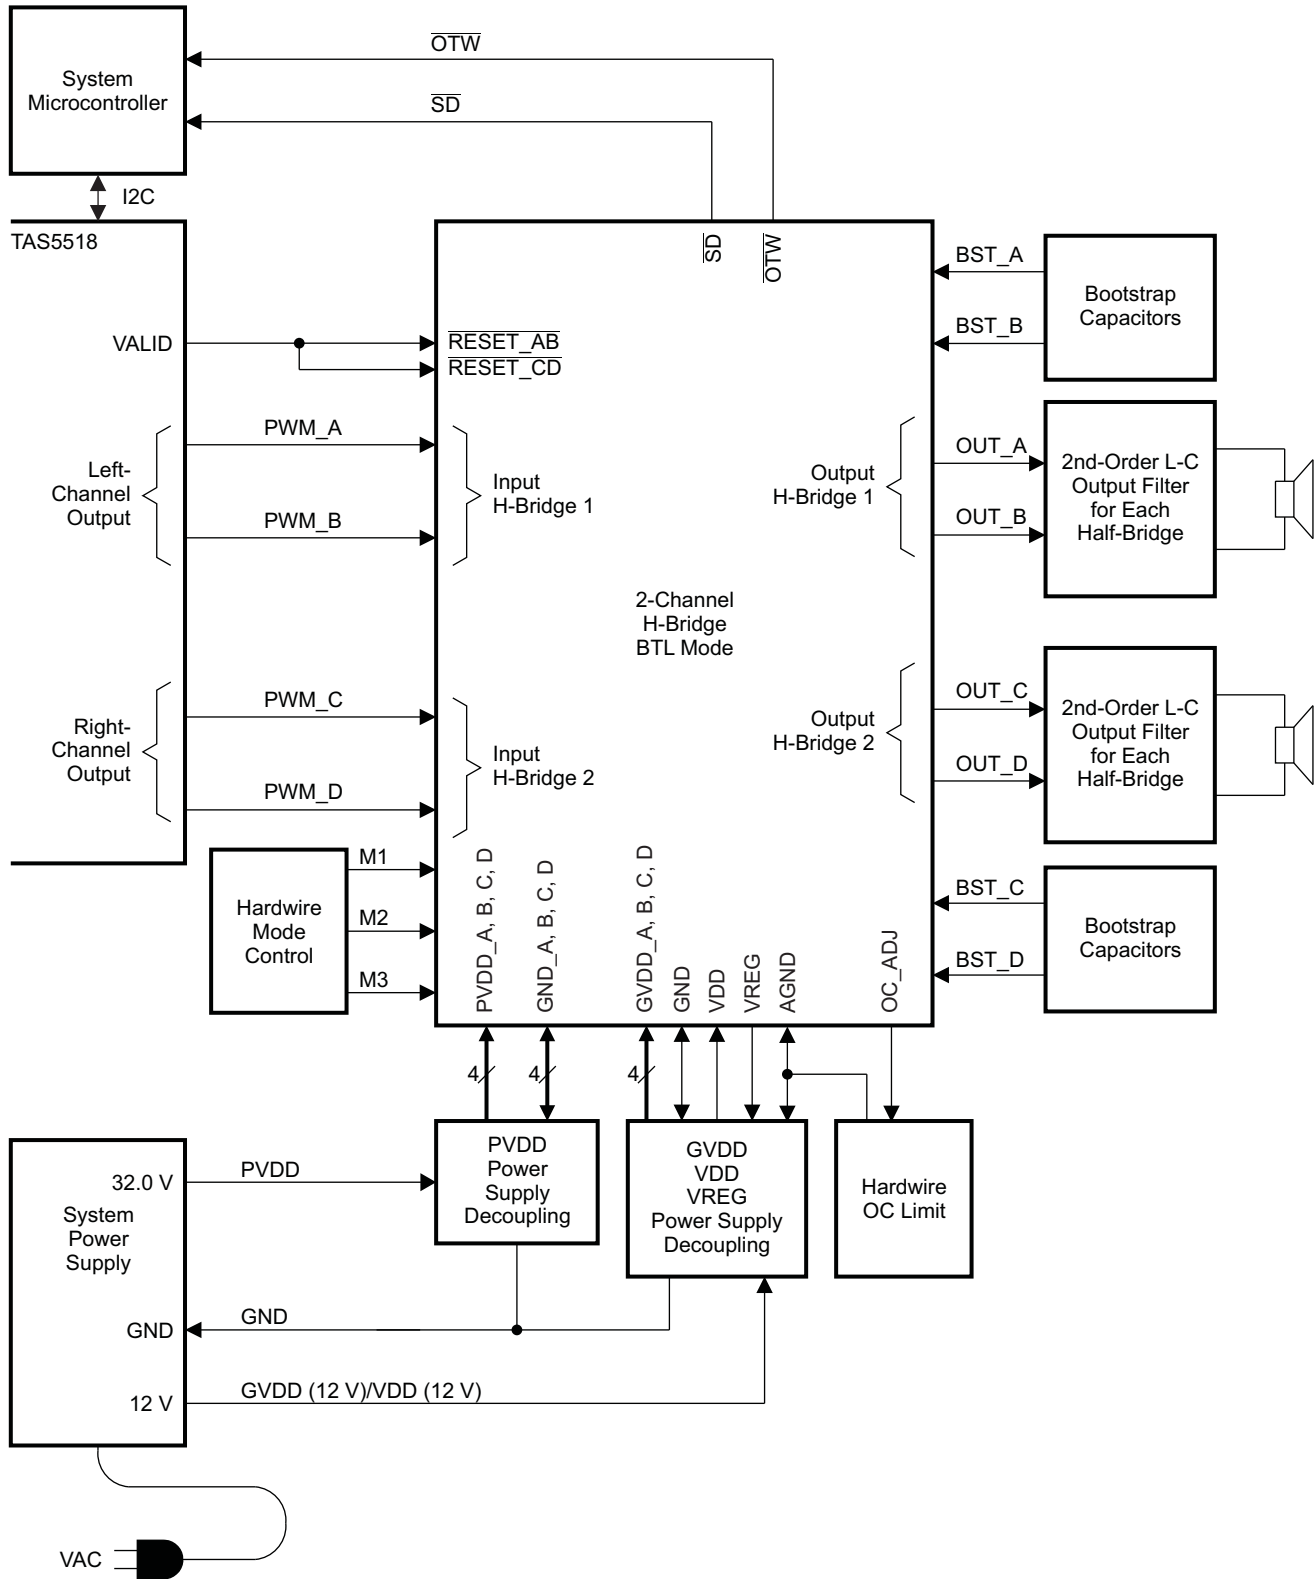 OTW
System
Microcontroller
SD
I2C
TAS5518
SD
OTW
BST_A
Bootstrap
Capacitors
BST_B
VALID
RESET_AB
RESET_CD
PWM_A
Left-
Channel
Output
PWM_B
Input
H-Bridge 1
Output
H-Bridge 1
OUT_A
OUT_B
2nd-Order L-C
Output Filter
for Each
Half-Bridge
2-Channel
H-Bridge
BTL Mode
PWM_C
Right-
Channel
Output
PWM_D
Input
H-Bridge 2
Output
H-Bridge 2
OUT_C
OUT_D
2nd-Order L-C
Output Filter
for Each
Half-Bridge
Hardwire
Mode
Control
M1
M2
M3
PVDD_A, B, C, D
GND_A, B, C, D
GVDD_A, B, C, D
GND
VDD
VREG
AGND
OC_ADJ
BST_C
BST_D
Bootstrap
Capacitors
4
4
4
PVDD
Power
Supply
Decoupling
GVDD
VDD
VREG
Power Supply
Decoupling
Hardwire
OC Limit
32.0 V
PVDD
System
Power
Supply
GND
GND
12 V
GVDD (12 V)/VDD (12 V)
VAC